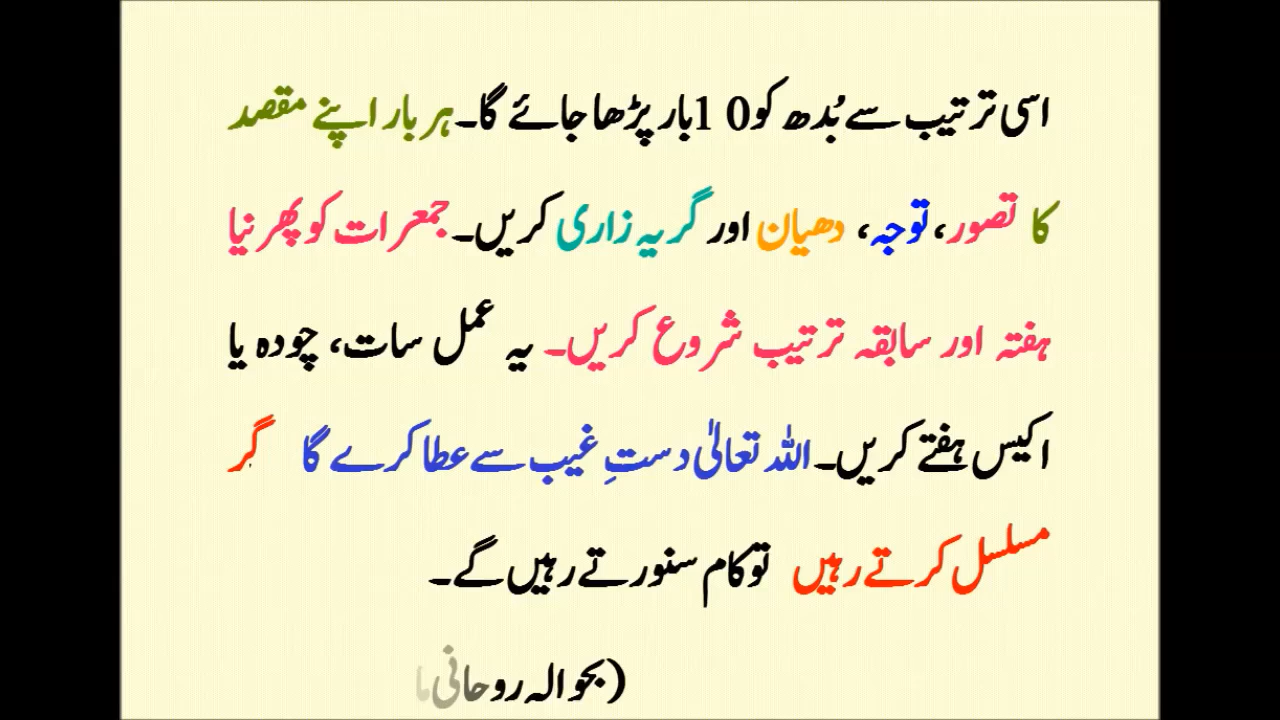 اسی ترتیب سے بُدھ کو 10 بار پڑھا جائے گا۔ ہر بار اپنے مقصد
کا تصور، توجہ، دھیان اور گریہ زاری کریں۔ جمعرات کو پھر نیا
ہفتہ اور سابقہ ترتیب شروع کریں۔ یہ عمل سات، چودہ یا
اکیس ہفتے کریں۔ اللہ تعالیٰ دستِ غیب سے عطا کرے گا گر
مسلسل کرتے رہیں تو کام سنورتے رہیں گے۔
(بحوالہ روحانی ما